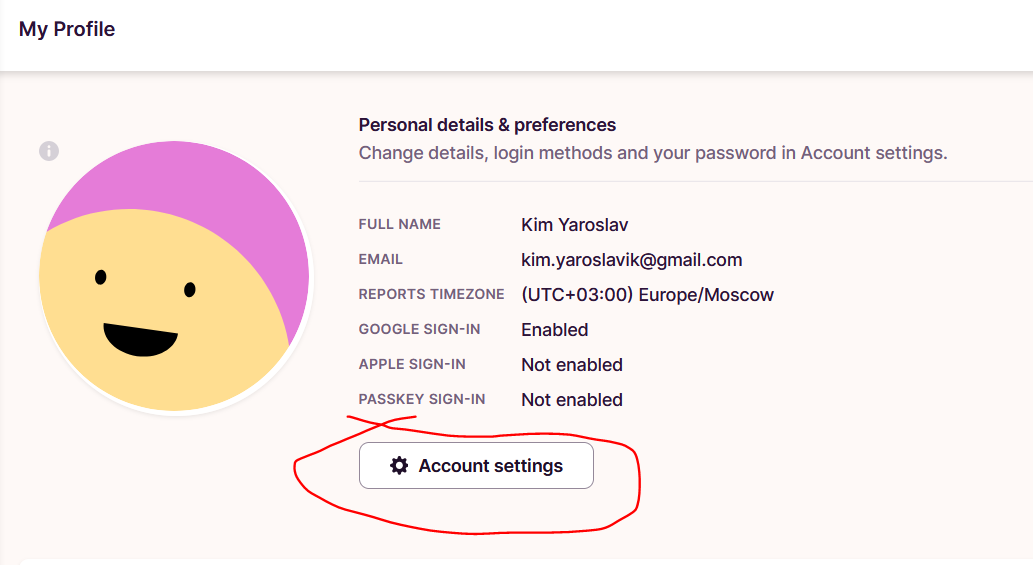 My Profile
Personal details & preferences
Change details, login methods and your password in Account settings.
FULL NAME Kim Yaroslav
EMAIL kim.yaroslavik@gmail.com
REPORTS TIMEZONE (UTC+03:00) Europe/Moscow
GOOGLE SIGN-IN Enabled
APPLE SIGN-IN Not enabled
PASSKEY SIGN-IN Not enabled
Account settings